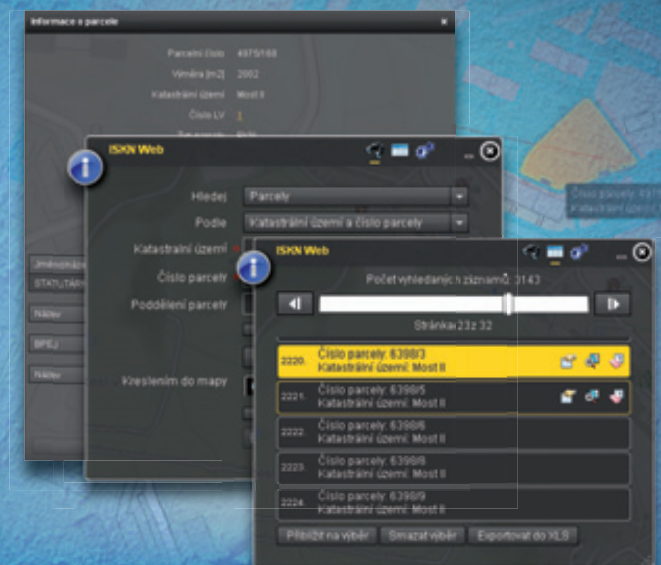 Informace o parcele
Parcelní číslo 4975/168
Výměra [m2] 2002
Katastrální území Most II
Číslo LV 1
Název
BPEJ
Název
ISKN Web
Hledej Parcely
Podle Katastrální území a číslo parcely
Katastralní území
Číslo parcely
Poddělení parcely
Kreslením do mapy
ISKN Web
Počet vyhledaných záznamů: 3143
Stránka: 23 z 32
2220. Číslo parcely: 6398/3
Katastrální území: Most II
2221. Číslo parcely: 6398/5
Katastrální území: Most II
2222. Číslo parcely: 6398/6
Katastrální území: Most II
2223. Číslo parcely: 6398/8
Katastrální území: Most II
2224. Číslo parcely: 6398/9
Katastrální území: Most II
Přiblížit na výběr Smazat výběr Exportovat do XLS
Číslo parcely: 497
Katastrální území